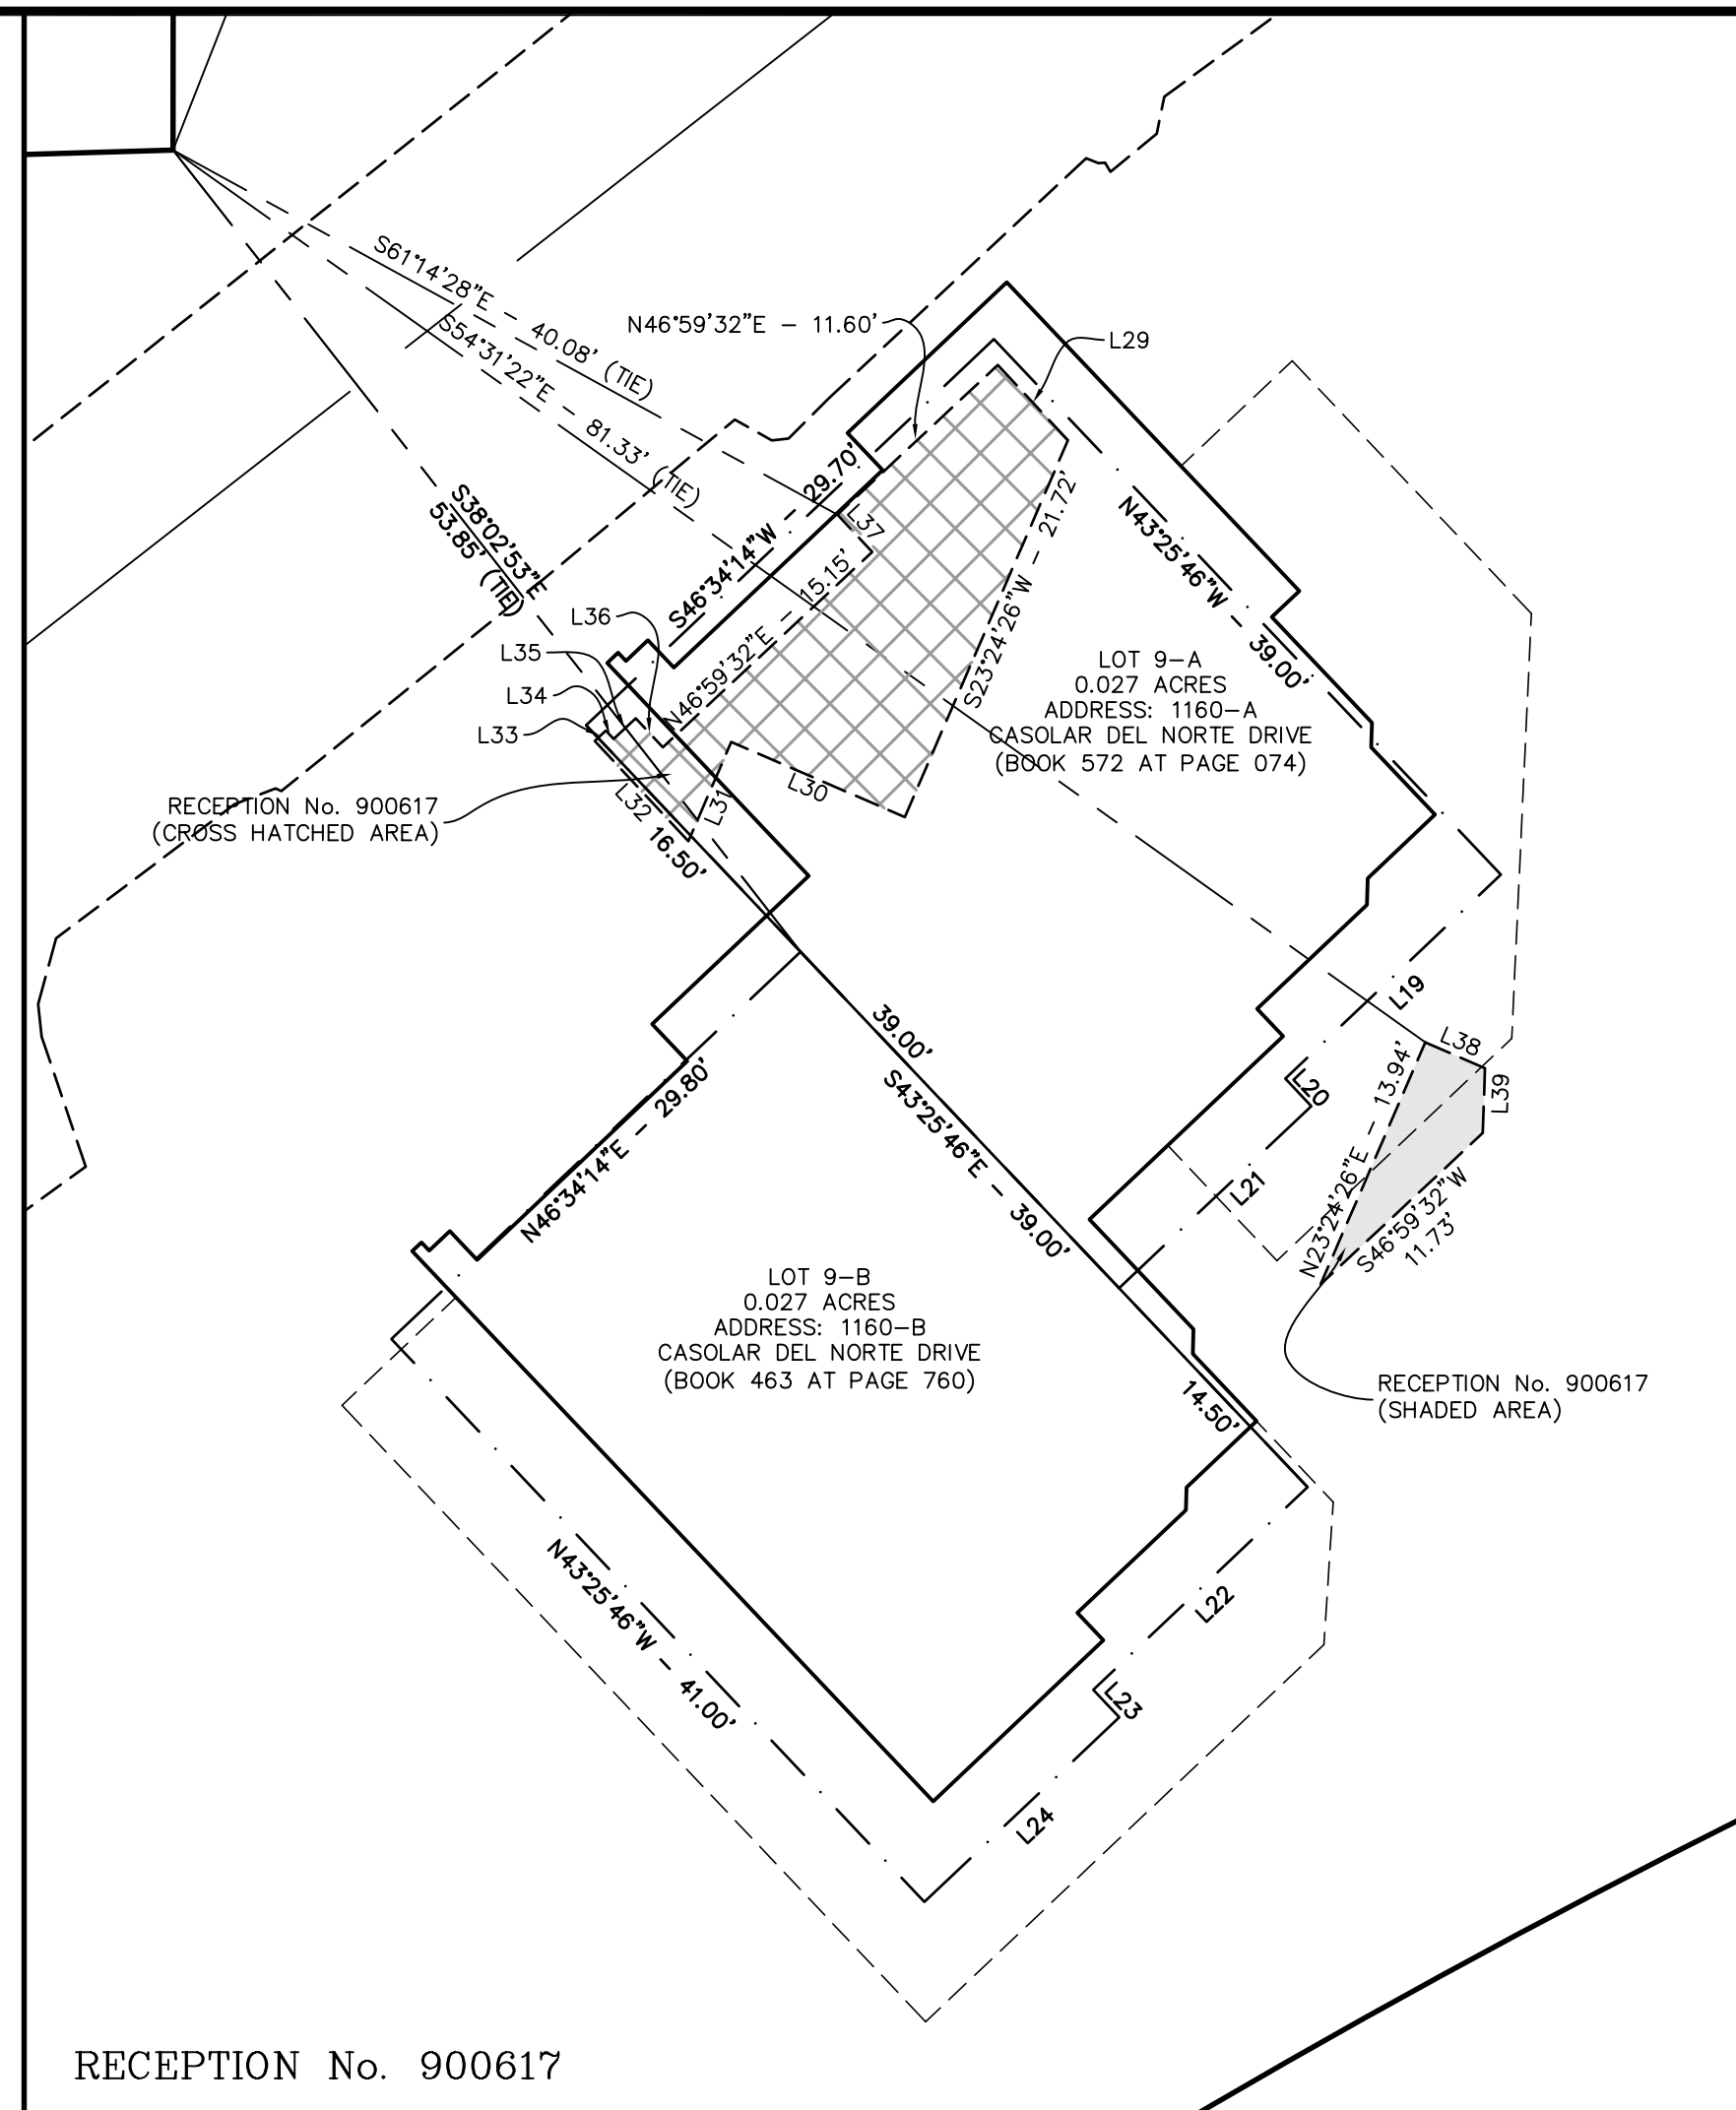 S61°14'28"E - 40.08' (TIE)
S54°31'22"E - 81.33' (TIE)
S38°02'53"E
53.85' (TIE)
N46°59'32"E - 11.60'
L29
S46°34'14"W - 29.70'
L37
N46°59'32"E - 15.15'
S23°24'26"W - 21.72'
N43°25'46"W - 39.00'
L36
L35
L34
L33
RECEPTION No. 900617
(CROSS HATCHED AREA)
L32
16.50'
L31
L30
LOT 9-A
0.027 ACRES
ADDRESS: 1160-A
CASOLAR DEL NORTE DRIVE
(BOOK 572 AT PAGE 074)
L19
L20
L21
L38
L39
N23°24'26"E - 13.94'
S46°59'32"W
11.73'
RECEPTION No. 900617
(SHADED AREA)
39.00'
S43°25'46"E - 39.00'
N46°34'14"E - 29.80'
LOT 9-B
0.027 ACRES
ADDRESS: 1160-B
CASOLAR DEL NORTE DRIVE
(BOOK 463 AT PAGE 760)
14.50'
N43°25'46"W - 41.00'
L22
L23
L24
RECEPTION No. 900617